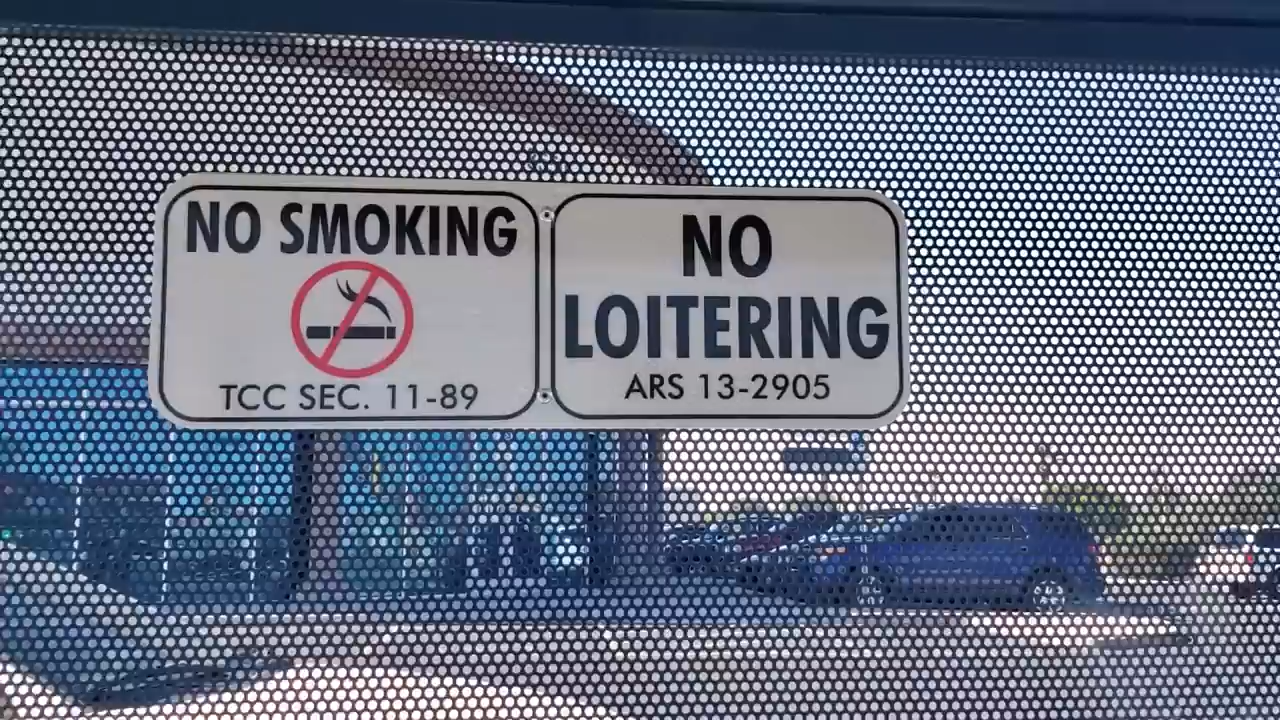 NO SMOKING
TCC SEC. 11-89
NO
LOITERING
ARS 13-2905